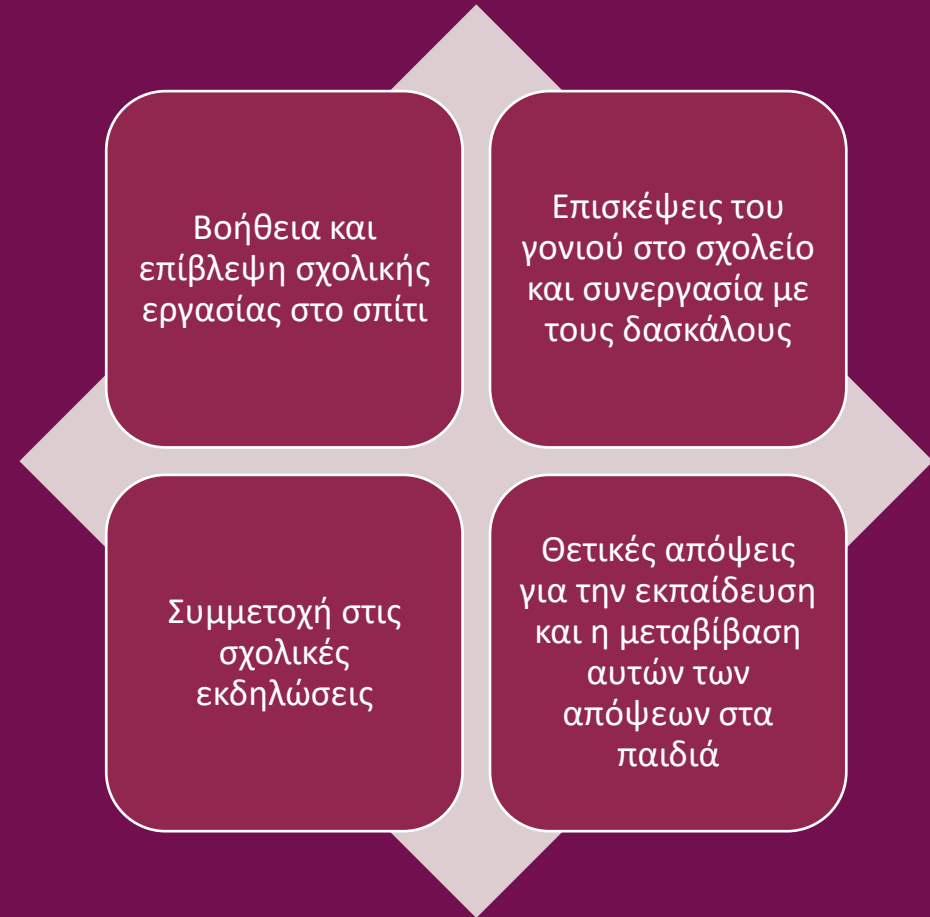 Βοήθεια και
επίβλεψη σχολικής
εργασίας στο σπίτι
Επισκέψεις του
γονιού στο σχολείο
και συνεργασία με
τους δασκάλους
Συμμετοχή στις
σχολικές
εκδηλώσεις
Θετικές απόψεις
για την εκπαίδευση
και η μεταβίβαση
αυτών των
απόψεων στα
παιδιά